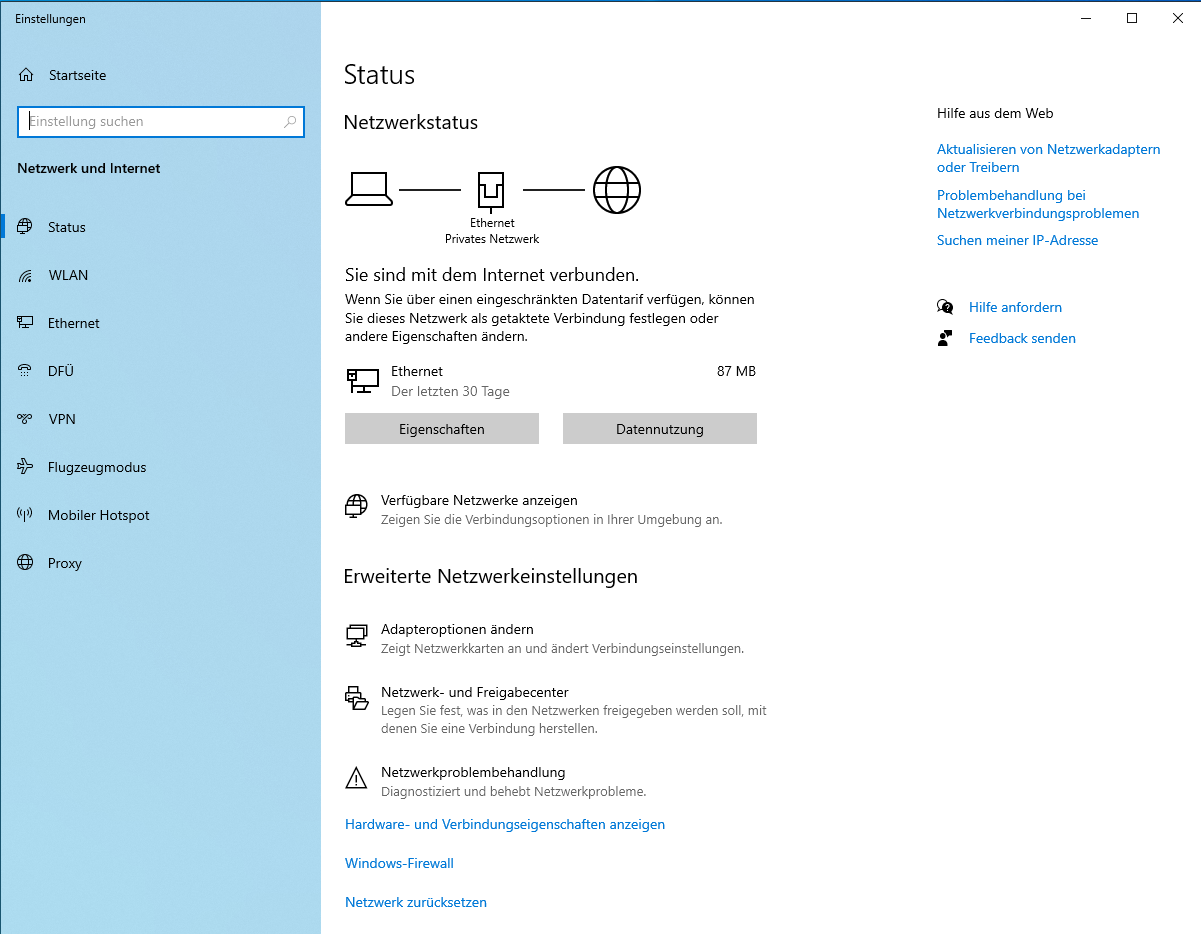 Einstellungen
Startseite
Einstellung suchen
Netzwerk und Internet
Status
WLAN
Ethernet
DFÜ
VPN
Flugzeugmodus
Mobiler Hotspot
Proxy
Status
Netzwerkstatus
Ethernet
Privates Netzwerk
Sie sind mit dem Internet verbunden.
Wenn Sie über einen eingeschränkten Datentarif verfügen, können
Sie dieses Netzwerk als getaktete Verbindung festlegen oder
andere Eigenschaften ändern.
Ethernet 87 MB
Der letzten 30 Tage
Eigenschaften Datennutzung
Verfügbare Netzwerke anzeigen
Zeigen Sie die Verbindungsoptionen in Ihrer Umgebung an.
Erweiterte Netzwerkeinstellungen
Adapteroptionen ändern
Zeigt Netzwerkkarten an und ändert Verbindungseinstellungen.
Netzwerk- und Freigabecenter
Legen Sie fest, was in den Netzwerken freigegeben werden soll, mit
denen Sie eine Verbindung herstellen.
Netzwerkproblembehandlung
Diagnostiziert und behebt Netzwerkprobleme.
Hardware- und Verbindungseigenschaften anzeigen
Windows-Firewall
Netzwerk zurücksetzen
Hilfe aus dem Web
Aktualisieren von Netzwerkadaptern
oder Treibern
Problembehandlung bei
Netzwerkverbindungsproblemen
Suchen meiner IP-Adresse
Hilfe anfordern
Feedback senden